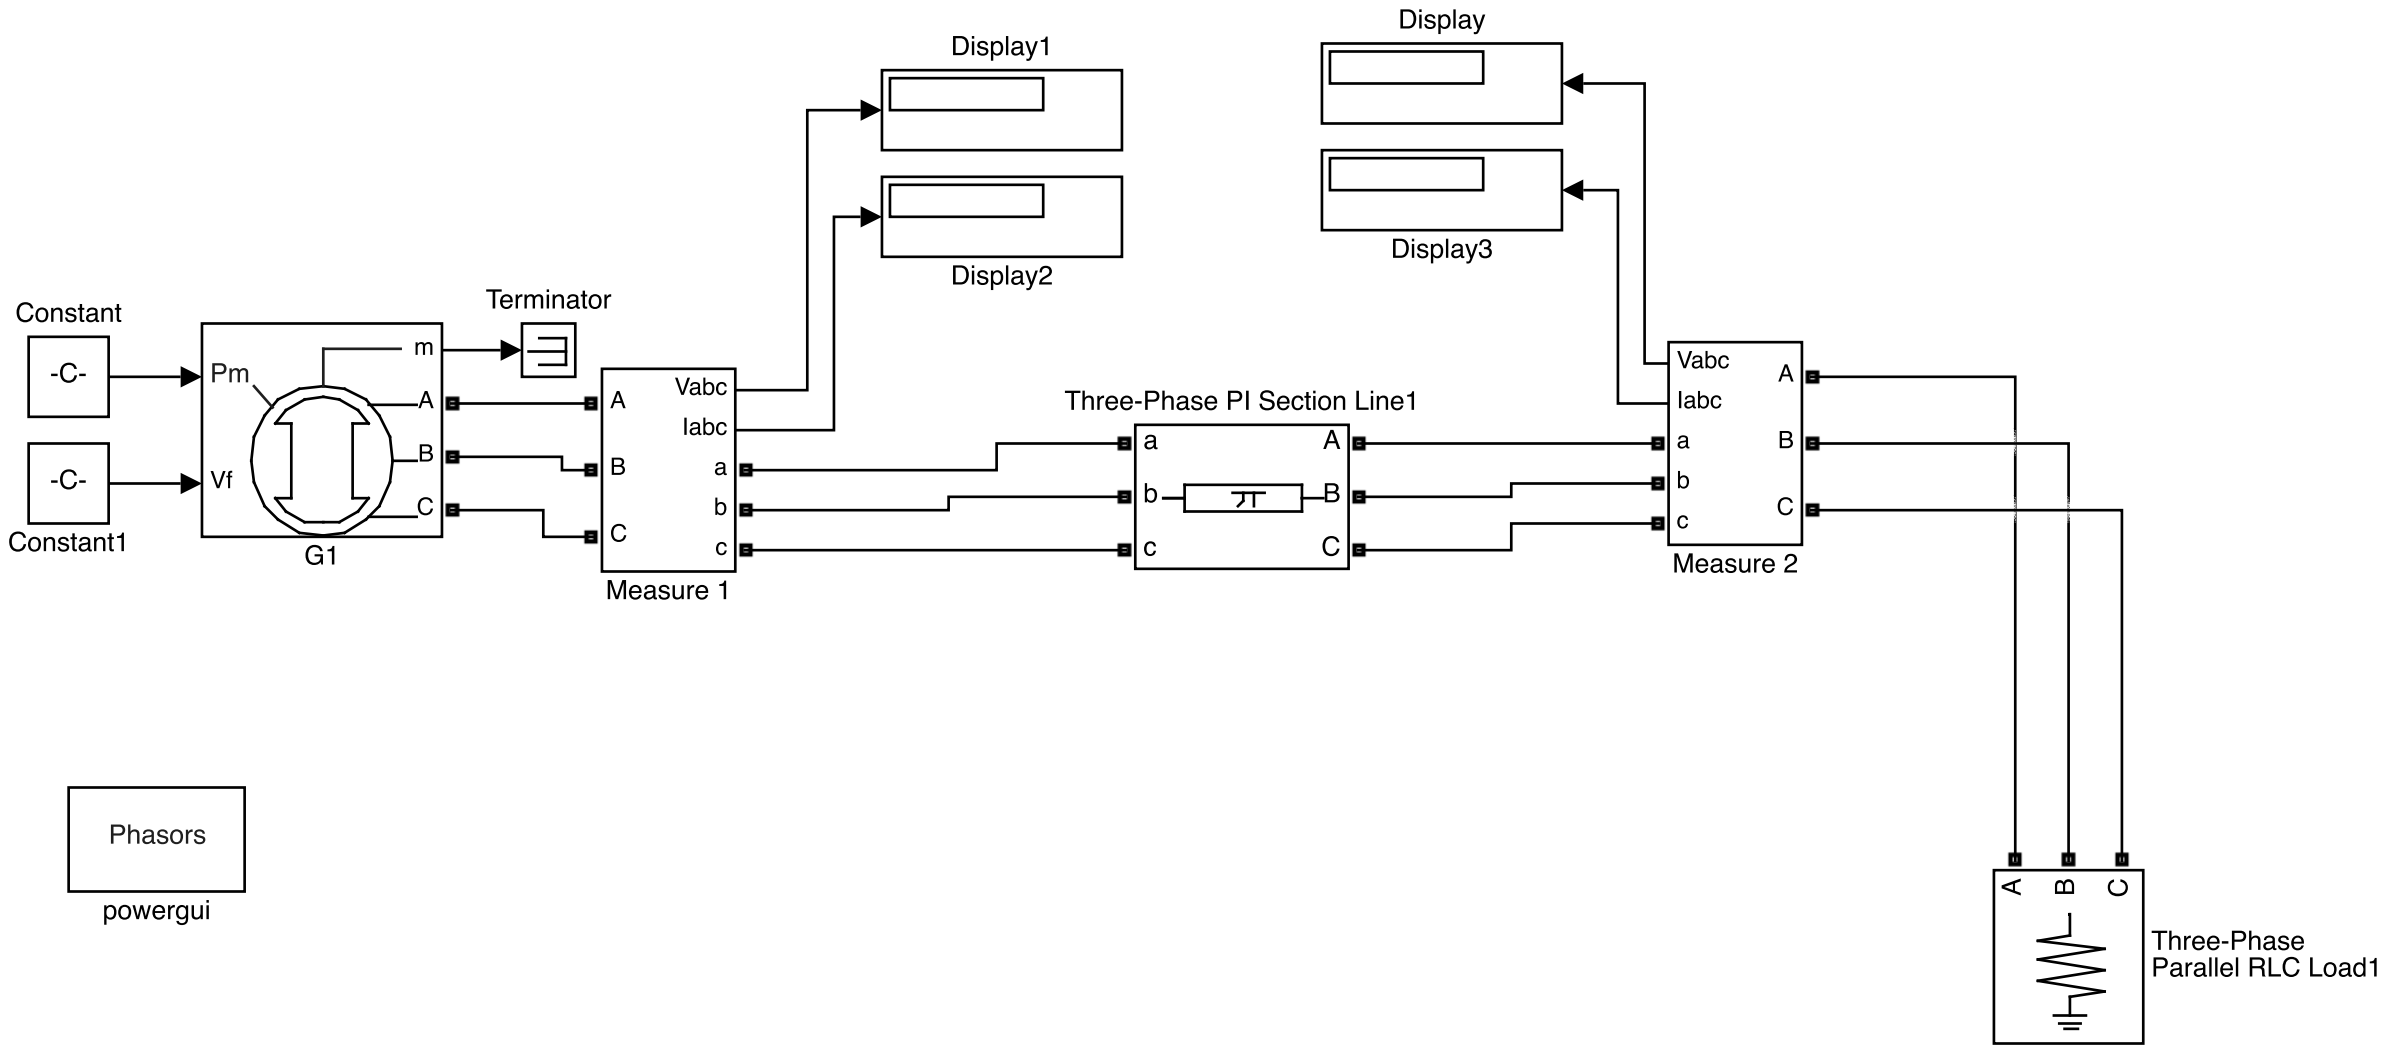 Display
Display1
Display2
Display3
Constant
-C-
-C-
Constant1
Pm
Vf
m
A
B
C
G1
Terminator
A
B
C
Vabc
Iabc
a
b
c
Measure 1
Three-Phase PI Section Line1
a
b
c
A
B
C
Vabc
Iabc
a
b
c
A
B
C
Measure 2
Phasors
powergui
A
B
C
Three-Phase
Parallel RLC Load1